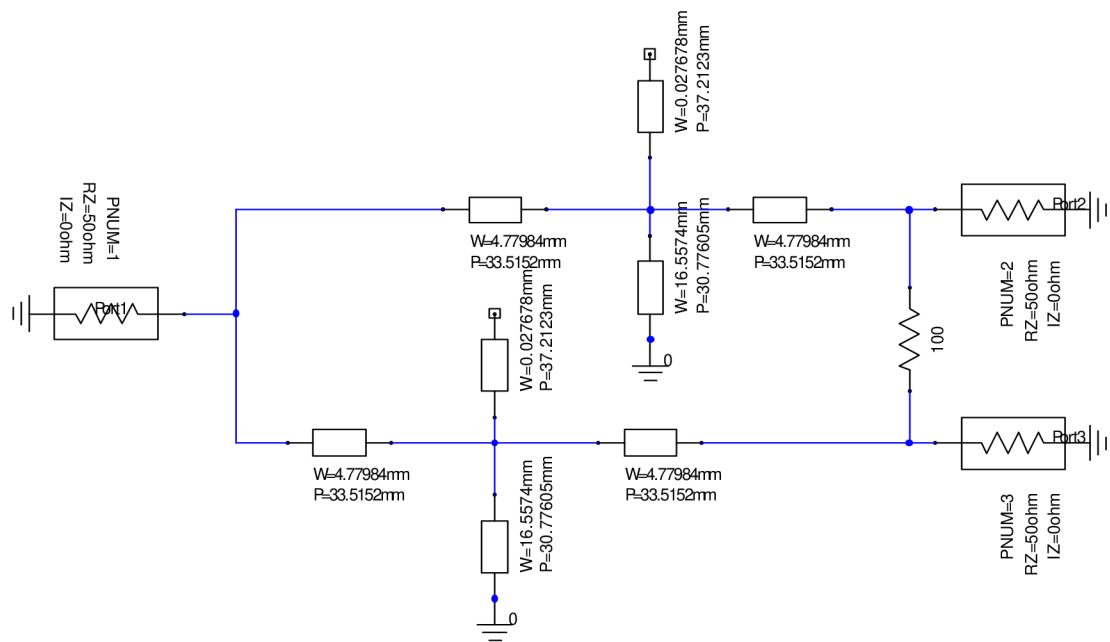 PNUM=1
RZ=50ohm
IZ=0ohm
Port1
W=0.027678mm
P=37.2123mm
W=4.77984mm
P=33.5152mm
W=16.5574mm
P=30.77605mm
0
W=4.77984mm
P=33.5152mm
Port2
PNUM=2
RZ=50ohm
IZ=0ohm
100
W=0.027678mm
P=37.2123mm
W=4.77984mm
P=33.5152mm
W=16.5574mm
P=30.77605mm
0
W=4.77984mm
P=33.5152mm
Port3
PNUM=3
RZ=50ohm
IZ=0ohm